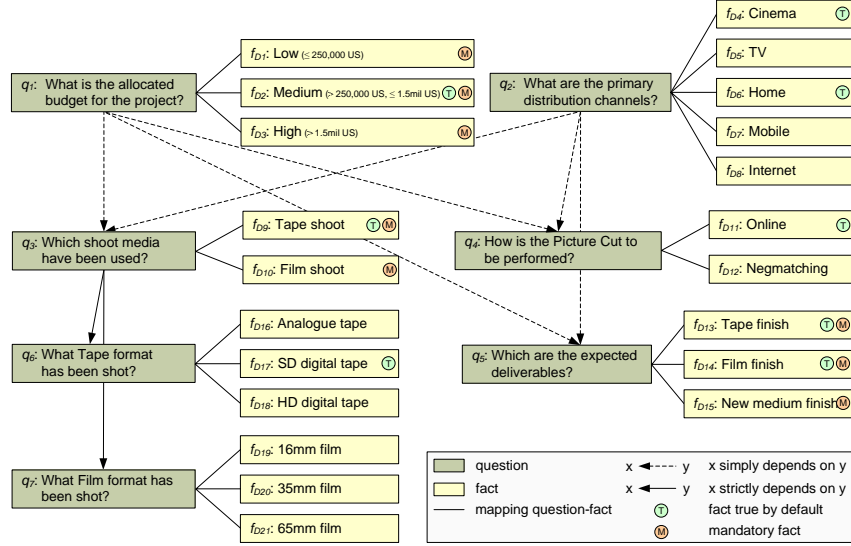 q1: What is the allocated
budget for the project?
fD1: Low (≤ 250,000 US) M
fD2: Medium (> 250,000 US, ≤ 1.5mil US) T M
fD3: High (> 1.5mil US) M
q2: What are the primary
distribution channels?
fD4: Cinema T
fD5: TV
fD6: Home T
fD7: Mobile
fD8: Internet
q3: Which shoot media
have been used?
fD9: Tape shoot T M
fD10: Film shoot M
q4: How is the Picture Cut to
be performed?
fD11: Online T
fD12: Negmatching
q6: What Tape format
has been shot?
fD16: Analogue tape
fD17: SD digital tape T
fD18: HD digital tape
q5: Which are the expected
deliverables?
fD13: Tape finish T M
fD14: Film finish T M
fD15: New medium finish M
q7: What Film format has
been shot?
fD19: 16mm film
fD20: 35mm film
fD21: 65mm film
question
fact
mapping question-fact
x y x simply depends on y
x y x strictly depends on y
T fact true by default
M mandatory fact